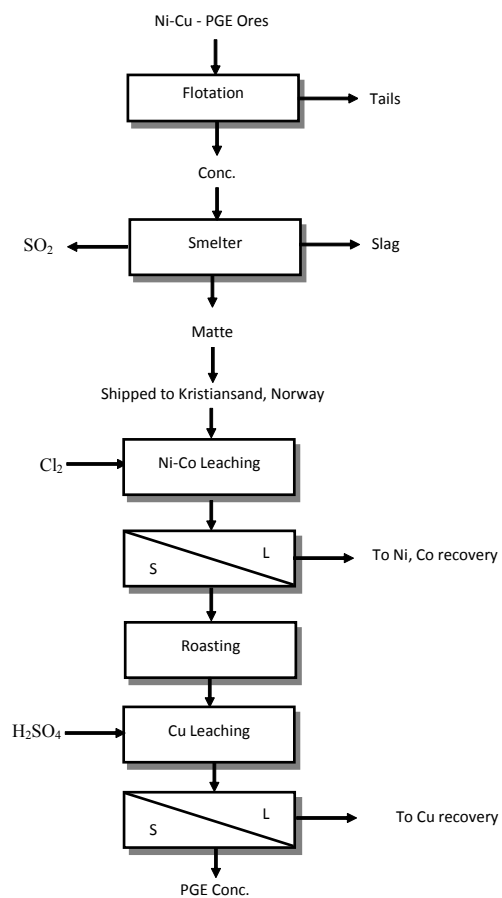 Ni-Cu - PGE Ores
Flotation
Tails
Conc.
SO₂
Smelter
Slag
Matte
Shipped to Kristiansand, Norway
Cl₂
Ni-Co Leaching
L
S
To Ni, Co recovery
Roasting
H₂SO₄
Cu Leaching
L
S
To Cu recovery
PGE Conc.